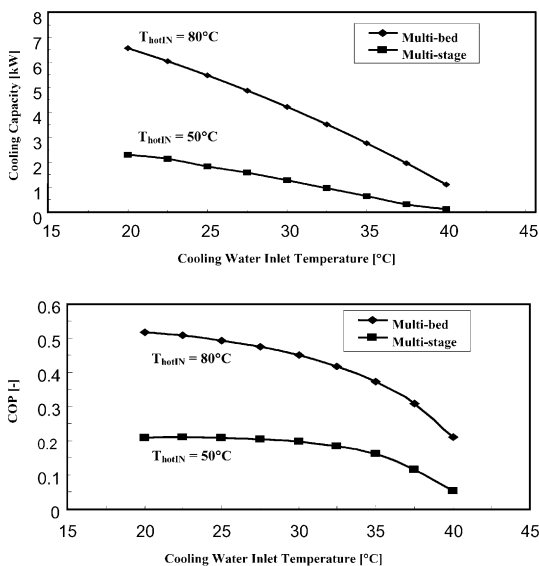 8
7
6
5
4
3
2
1
0
Cooling Capacity [kW]
ThotIN = 80°C
ThotIN = 50°C
Multi-bed
Multi-stage
15 20 25 30 35 40 45
Cooling Water Inlet Temperature [°C]
0.6
0.5
0.4
0.3
0.2
0.1
0
COP [-]
Multi-bed
Multi-stage
ThotIN = 80°C
ThotIN = 50°C
15 20 25 30 35 40 45
Cooling Water Inlet Temperature [°C]